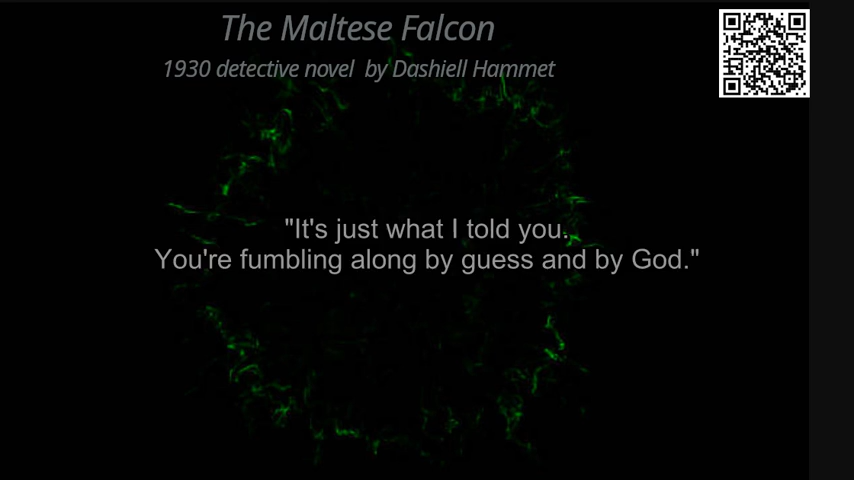 The Maltese Falcon
1930 detective novel by Dashiell Hammet
"It's just what I told you.
You're fumbling along by guess and by God."